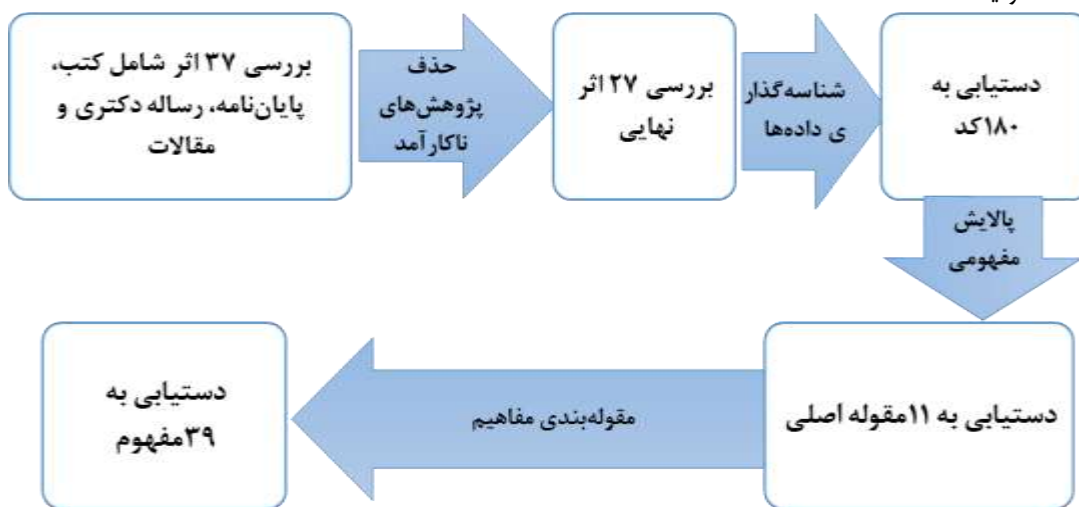 بررسی ۳۷ اثر شامل کتب،
پایان‌نامه، رساله دکتری و
مقالات
حذف
پژوهش‌های
ناکارآمد
بررسی ۲۷ اثر
نهایی
شناسه‌گذار
ی داده‌ها
دستیابی به
۱۸۰کد
پالایش
مفهومی
دستیابی به ۱۱مقوله اصلی
مقوله‌بندی مفاهیم
دستیابی به
۳۹مفهوم